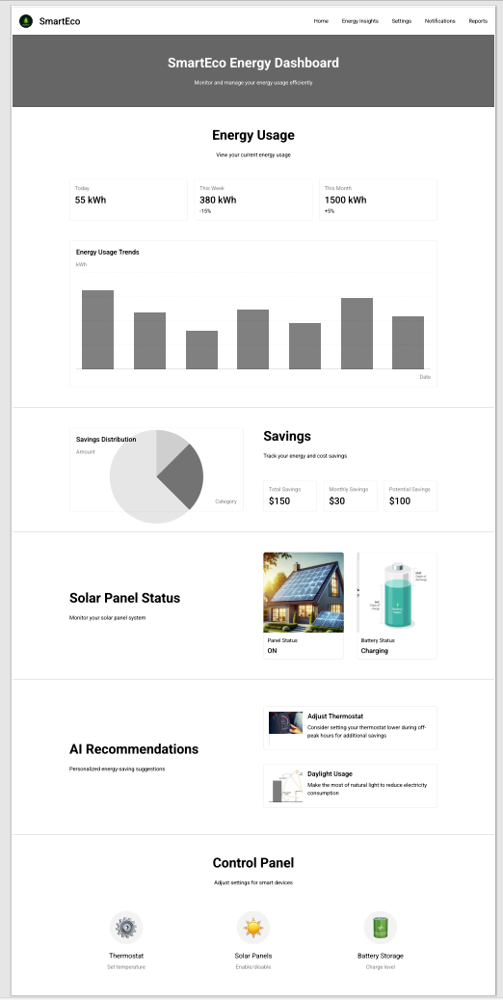 SmartEco
Home
Energy Insights
Settings
Notifications
Reports
SmartEco Energy Dashboard
Monitor and manage your energy usage efficiently
Energy Usage
View your current energy usage
Today
55 kWh
This Week
380 kWh
-15%
This Month
1500 kWh
+5%
Energy Usage Trends
kWh
Date
Savings Distribution
Amount
Category
Savings
Track your energy and cost savings
Total Savings
$150
Monthly Savings
$30
Potential Savings
$100
Solar Panel Status
Monitor your solar panel system
Panel Status
ON
Battery Status
Charging
AI Recommendations
Personalized energy-saving suggestions
Adjust Thermostat
Consider setting your thermostat lower during off-
peak hours for additional savings
Daylight Usage
Make the most of natural light to reduce electricity
consumption
Control Panel
Adjust settings for smart devices
Thermostat
Set temperature
Solar Panels
Enable/disable
Battery Storage
Charge level